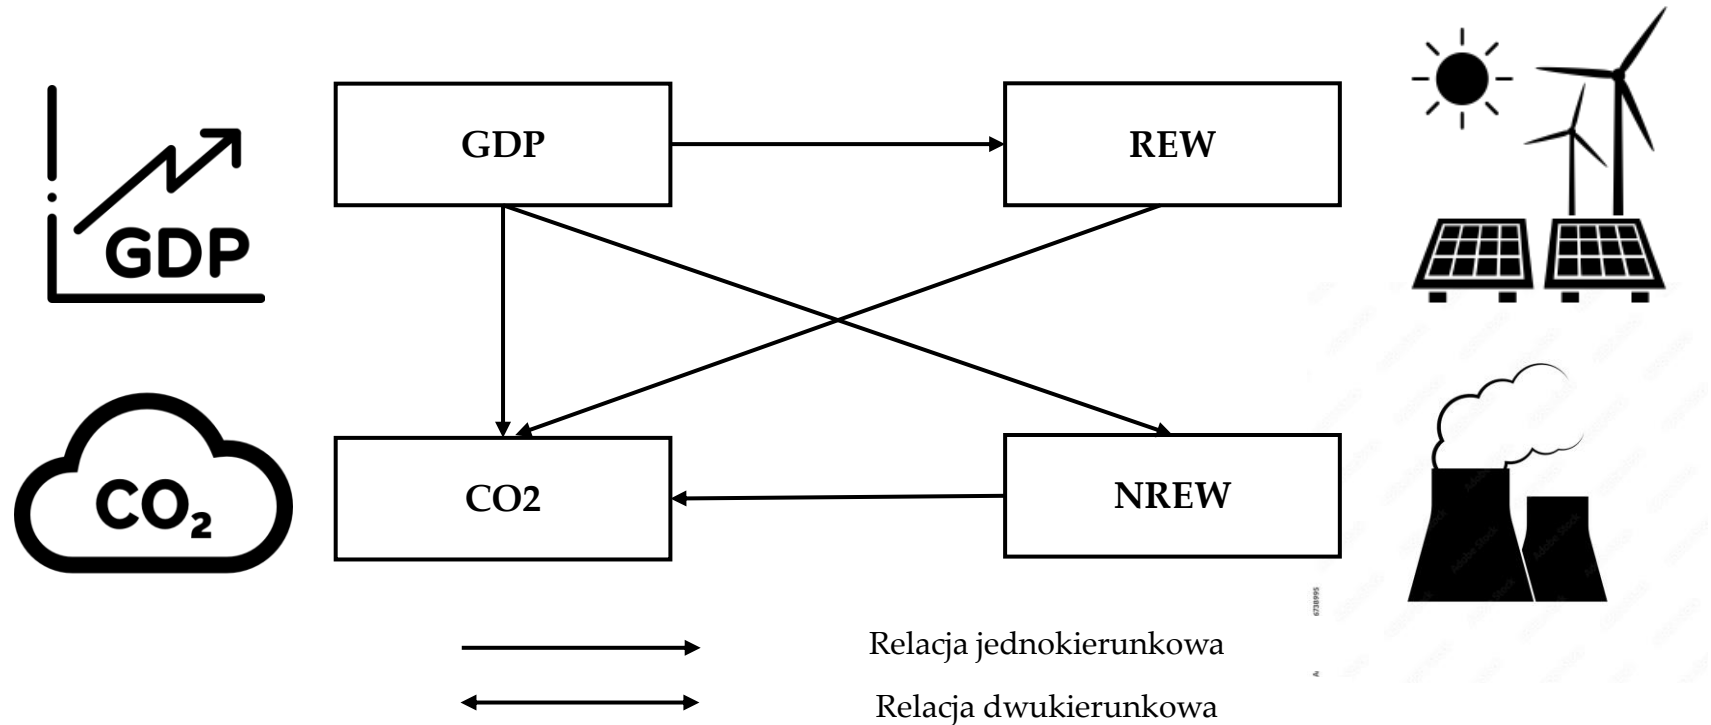 GDP
REW
GDP
CO2
NREW
CO₂
Relacja jednokierunkowa
Relacja dwukierunkowa